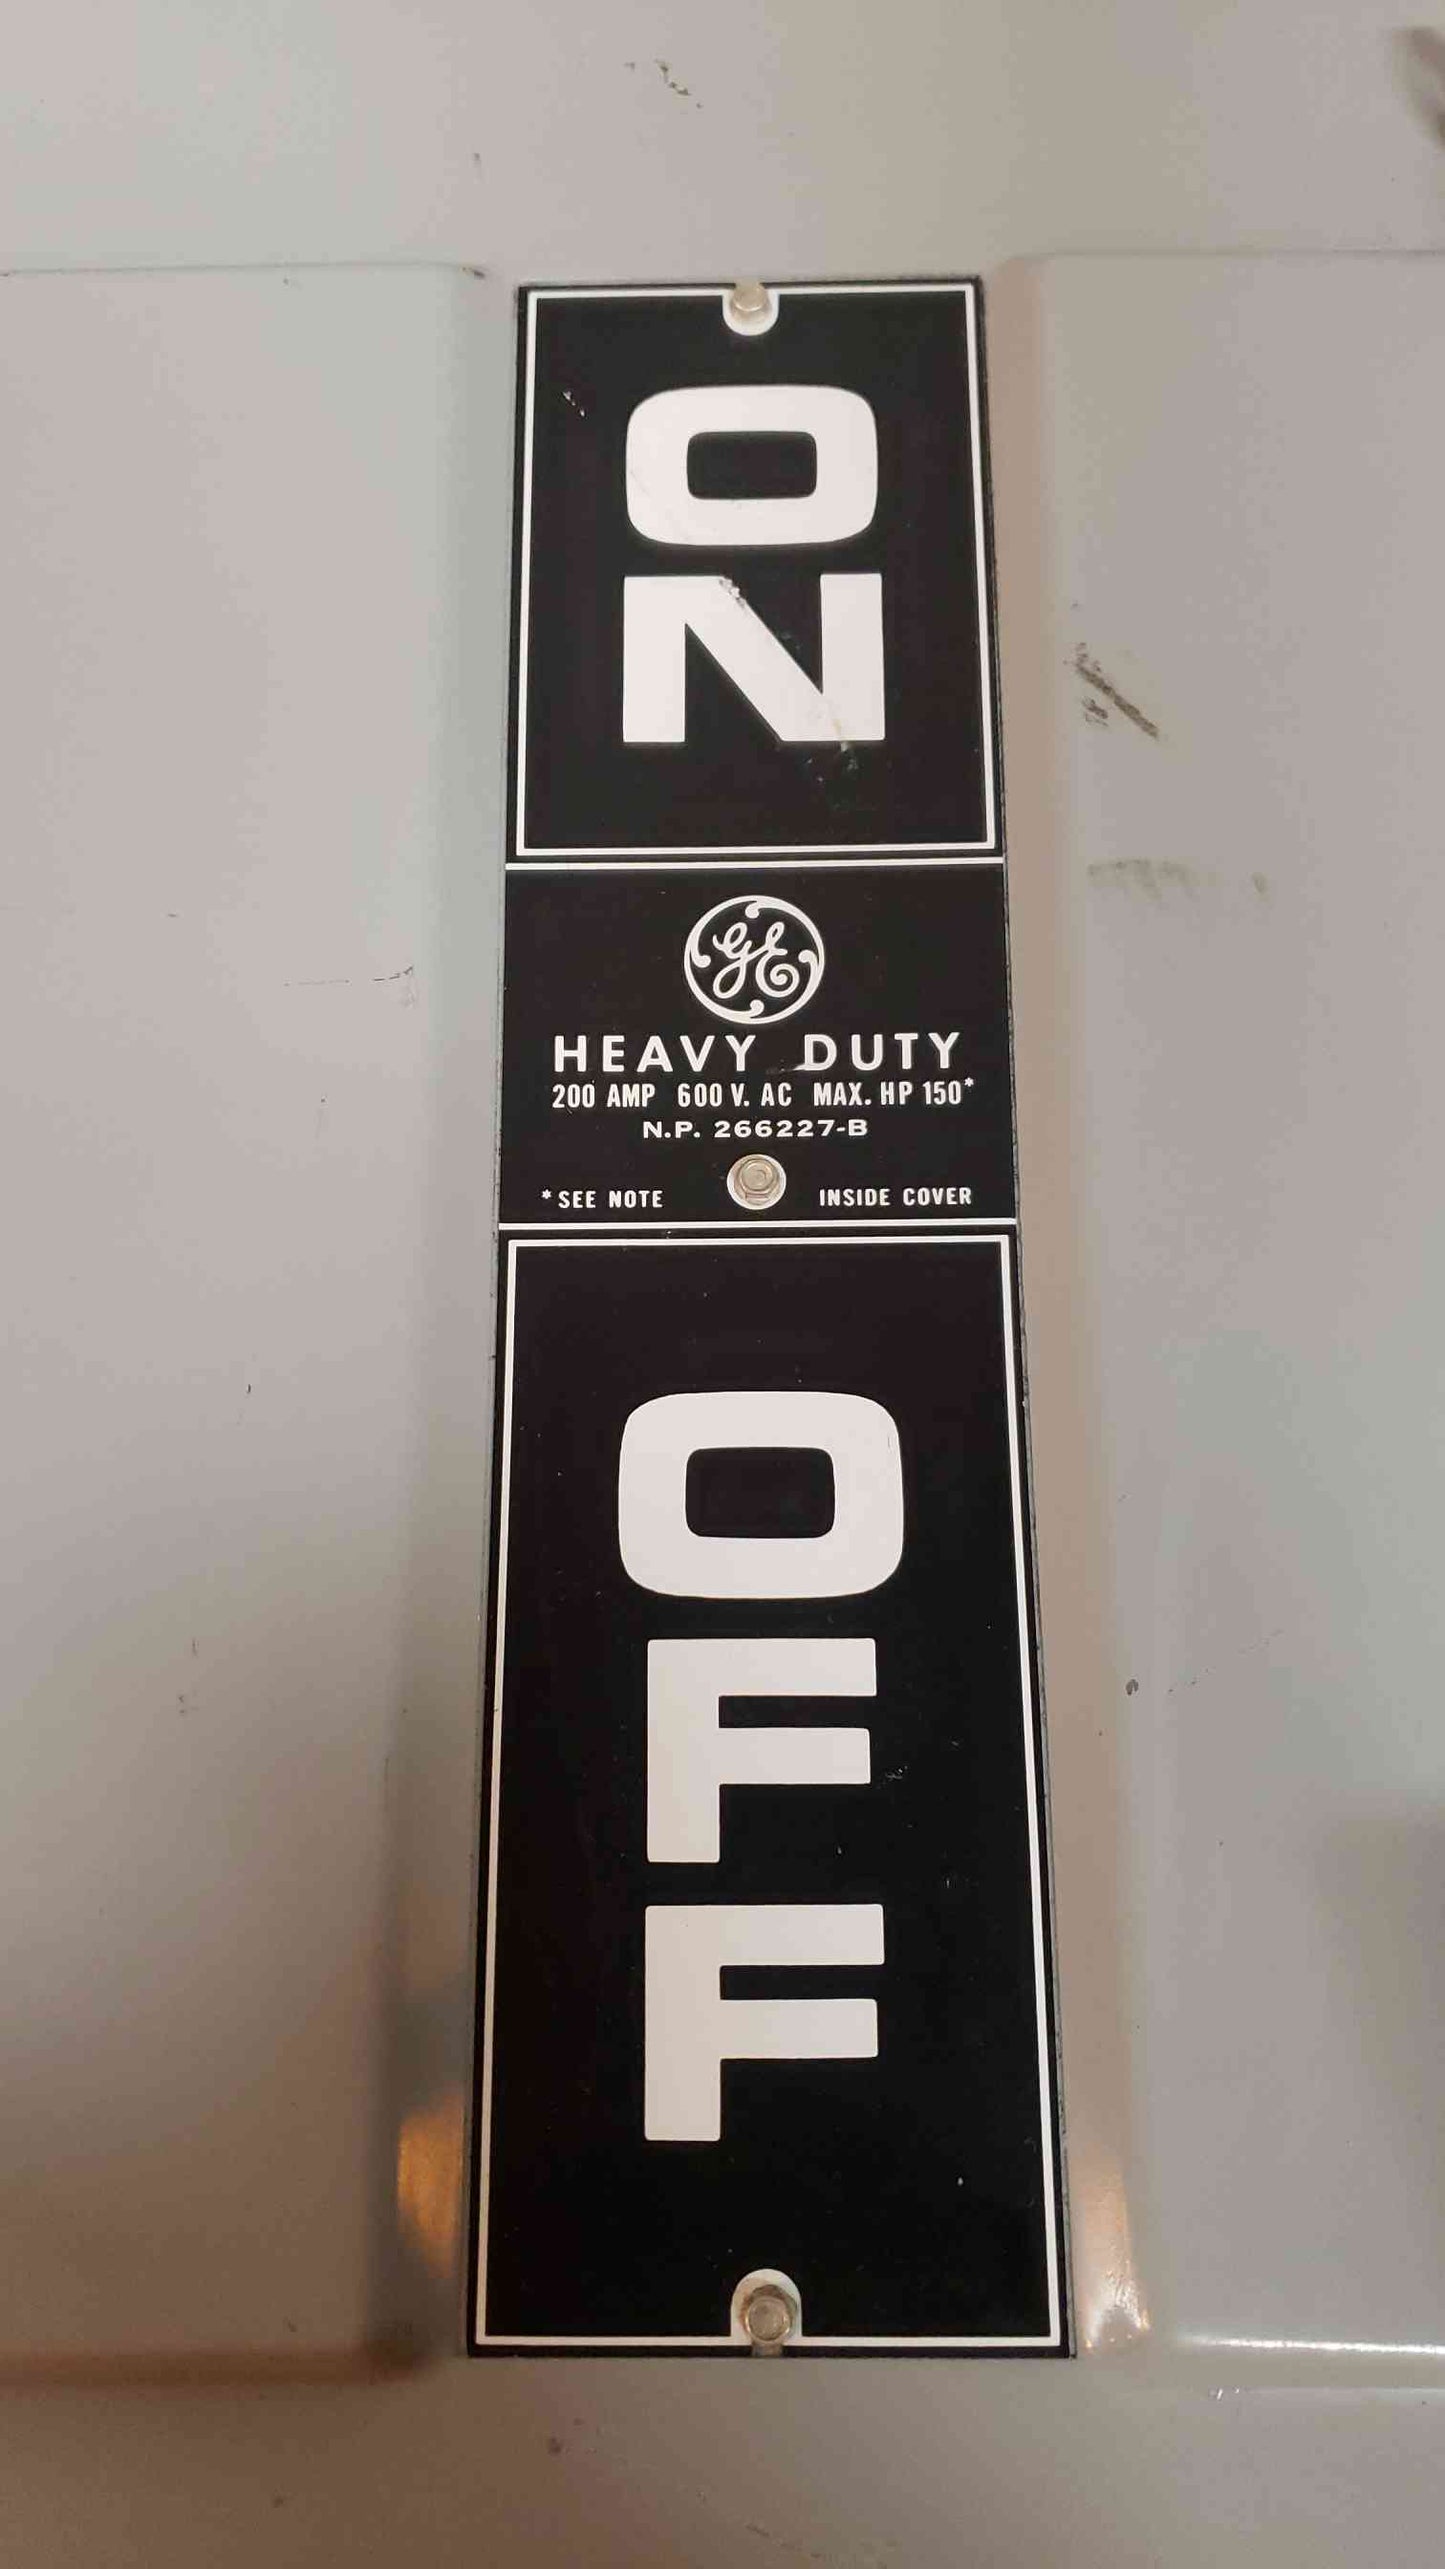 ON
GE
HEAVY DUTY
200 AMP 600 V. AC MAX. HP 150*
N.P. 266227-B
*SEE NOTE INSIDE COVER
OFF